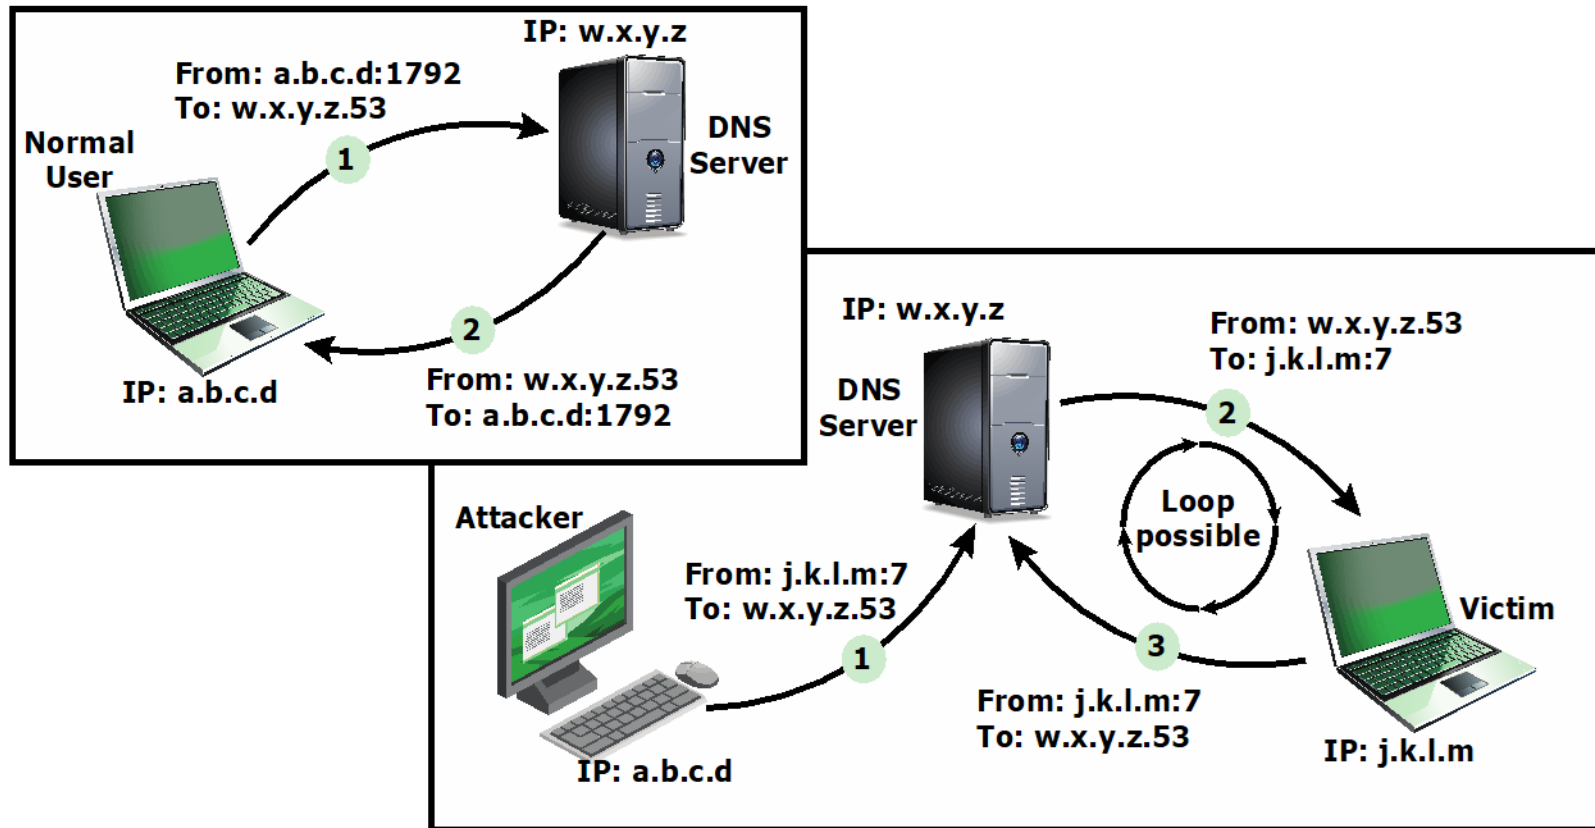 IP: w.x.y.z
From: a.b.c.d:1792
To: w.x.y.z.53
Normal
User
1
DNS
Server
2
IP: a.b.c.d
From: w.x.y.z.53
To: a.b.c.d:1792
IP: w.x.y.z
From: w.x.y.z.53
To: j.k.l.m:7
DNS
Server
2
Loop
possible
Attacker
From: j.k.l.m:7
To: w.x.y.z.53
1
Victim
3
From: j.k.l.m:7
To: w.x.y.z.53
IP: a.b.c.d
IP: j.k.l.m